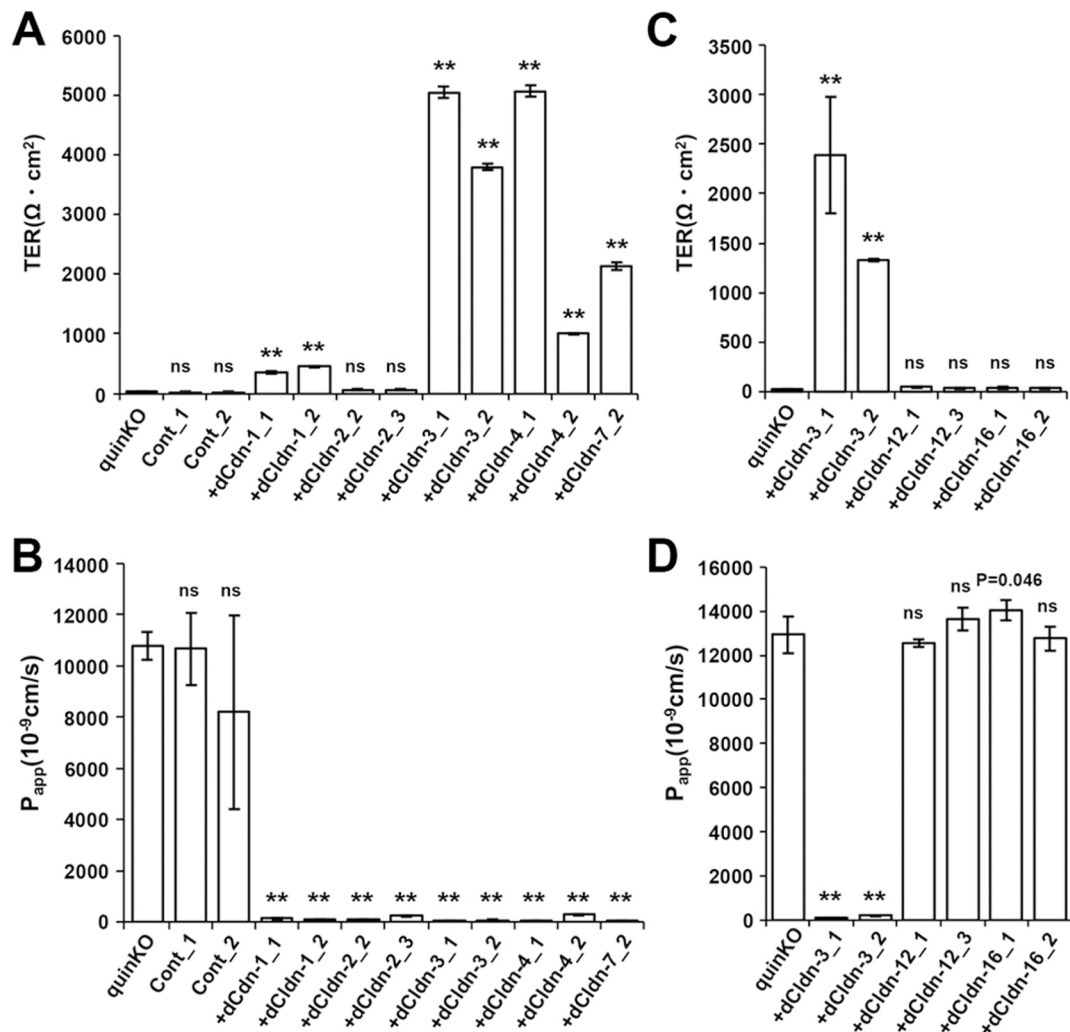 A
6000
5000
4000
3000
2000
1000
0
TER(Ω・cm²)
ns
ns
**
**
ns
ns
**
**
**
**
**
quinKO
Cont_1
Cont_2
+dCdn-1_1
+dCldn-1_2
+dCldn-2_2
+dCldn-2_3
+dCldn-3_1
+dCldn-3_2
+dCldn-4_1
+dCldn-4_2
+dCldn-7_2
C
3500
3000
2500
2000
1500
1000
500
0
TER(Ω・cm²)
**
**
ns
ns
ns
ns
quinKO
+dCldn-3_1
+dCldn-3_2
+dCldn-12_1
+dCldn-12_3
+dCldn-16_1
+dCldn-16_2
B
14000
12000
10000
8000
6000
4000
2000
0
Papp(10⁻⁹cm/s)
ns
ns
**
**
**
**
**
**
**
**
**
quinKO
Cont_1
Cont_2
+dCdn-1_1
+dCldn-1_2
+dCldn-2_2
+dCldn-2_3
+dCldn-3_1
+dCldn-3_2
+dCldn-4_1
+dCldn-4_2
+dCldn-7_2
D
16000
14000
12000
10000
8000
6000
4000
2000
0
Papp(10⁻⁹cm/s)
**
**
ns
ns
P=0.046
ns
quinKO
+dCldn-3_1
+dCldn-3_2
+dCldn-12_1
+dCldn-12_3
+dCldn-16_1
+dCldn-16_2